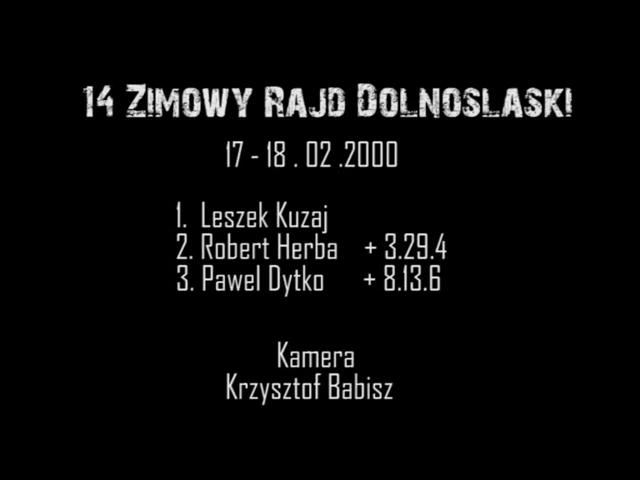 14 ZIMOWY RAJD DOLNOSLASKI
17 - 18 . 02 .2000
1. Leszek Kuzaj
2. Robert Herba + 3.29.4
3. Pawel Dytko + 8.13.6
Kamera
Krzysztof Babisz